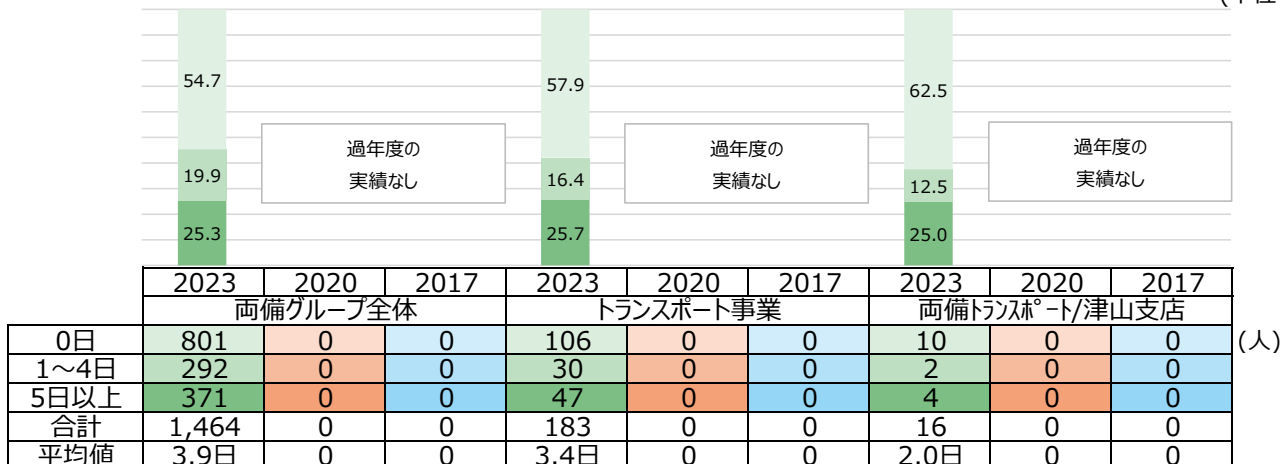 54.7
57.9
62.5
過年度の
実績なし
過年度の
実績なし
過年度の
実績なし
19.9
16.4
12.5
25.3
25.7
25.0
2023 2020 2017 2023 2020 2017 2023 2020 2017
両備グループ全体 トランスポート事業 両備トランスポート/津山支店
0日 801 0 0 106 0 0 10 0 0 (人)
1～4日 292 0 0 30 0 0 2 0 0
5日以上 371 0 0 47 0 0 4 0 0
合計 1,464 0 0 183 0 0 16 0 0
平均値 3.9日 0 0 3.4日 0 0 2.0日 0 0